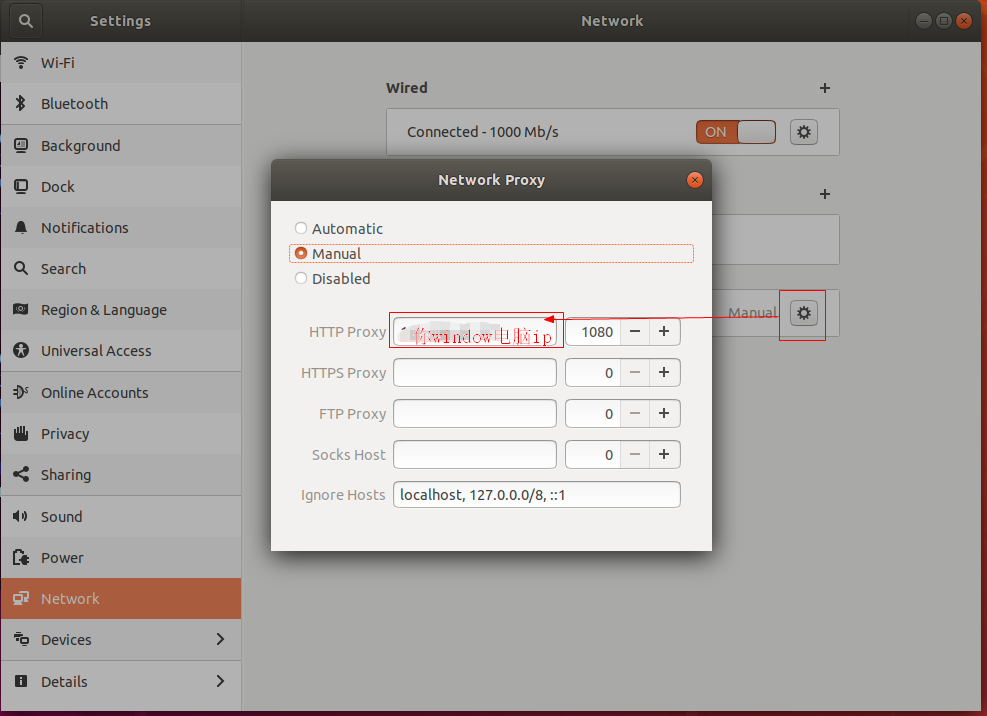 Settings
Network
Wi-Fi
Bluetooth
Background
Dock
Notifications
Search
Region & Language
Universal Access
Online Accounts
Privacy
Sharing
Sound
Power
Network
Devices
Details
Wired
Connected - 1000 Mb/s
ON
Manual
Network Proxy
Automatic
Manual
Disabled
HTTP Proxy
你window电脑ip
1080
HTTPS Proxy
0
FTP Proxy
0
Socks Host
0
Ignore Hosts
localhost, 127.0.0.0/8, ::1